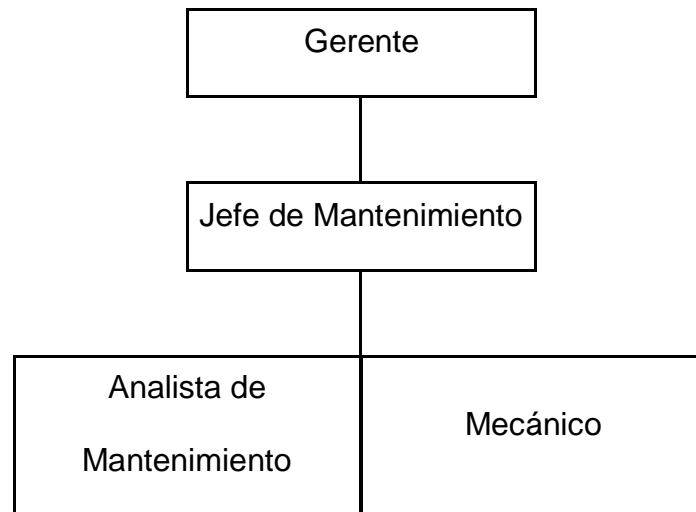 Gerente
Jefe de Mantenimiento
Analista de
Mantenimiento
Mecánico